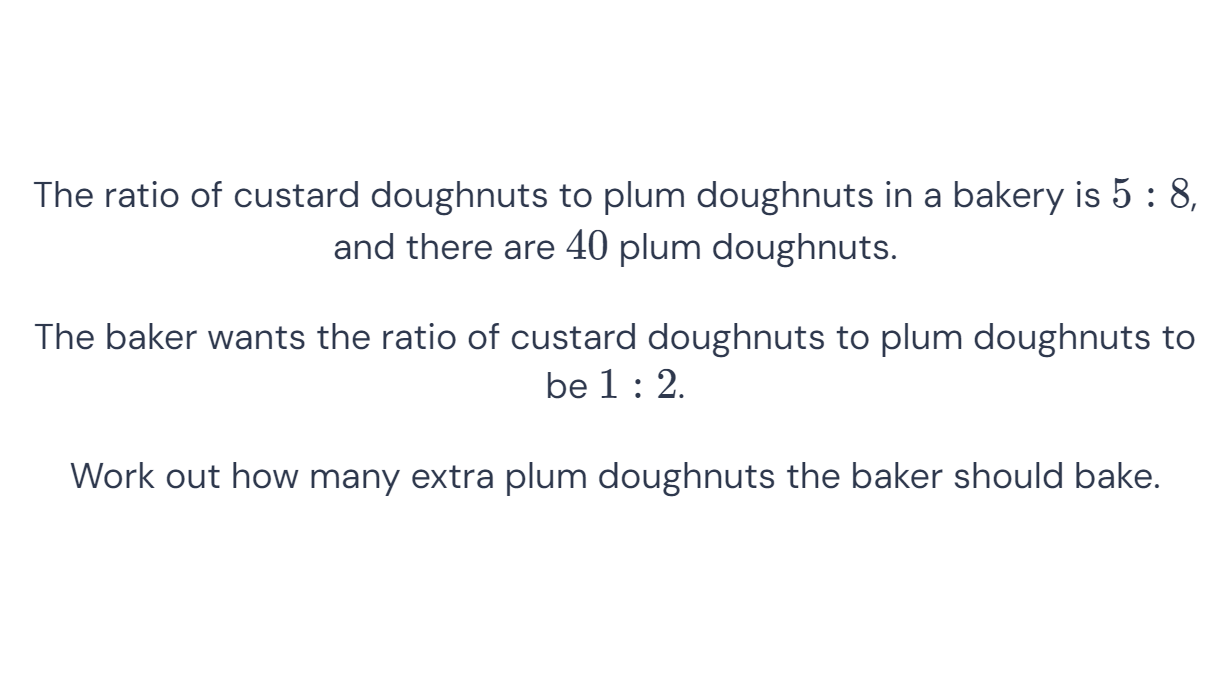 The ratio of custard doughnuts to plum doughnuts in a bakery is 5 : 8,
and there are 40 plum doughnuts.
The baker wants the ratio of custard doughnuts to plum doughnuts to
be 1 : 2.
Work out how many extra plum doughnuts the baker should bake.